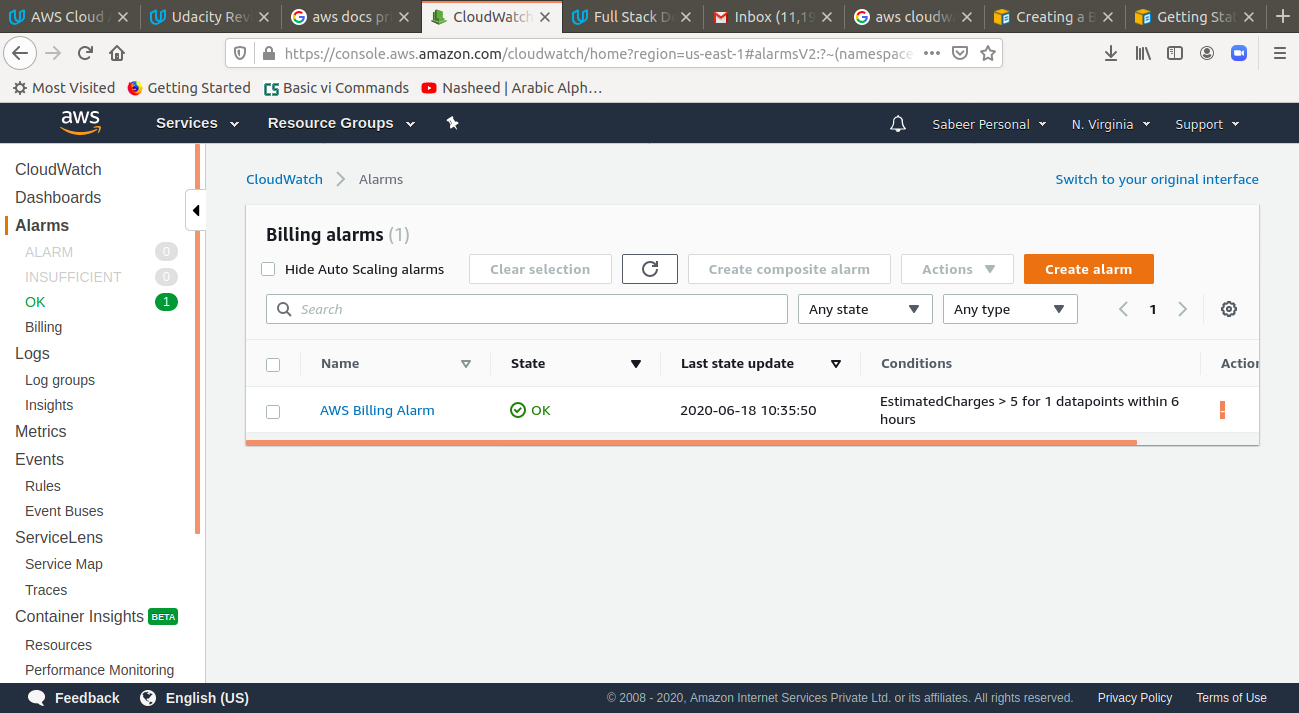 AWS Cloud
Udacity Rev
aws docs pri
CloudWatch
Full Stack D
Inbox (11,19
aws cloudw
Creating a B
Getting Sta
https://console.aws.amazon.com/cloudwatch/home?region=us-east-1#alarmsV2:?~(namespace
Most Visited
Getting Started
Basic vi Commands
Nasheed | Arabic Alph…
aws
Services
Resource Groups
Sabeer Personal
N. Virginia
Support
CloudWatch
Dashboards
Alarms
ALARM 0
INSUFFICIENT 0
OK 1
Billing
Logs
Log groups
Insights
Metrics
Events
Rules
Event Buses
ServiceLens
Service Map
Traces
Container Insights BETA
Resources
Performance Monitoring
CloudWatch
Alarms
Switch to your original interface
Billing alarms (1)
Hide Auto Scaling alarms
Clear selection
Create composite alarm
Actions
Create alarm
Search
Any state
Any type
1
Name
State
Last state update
Conditions
Action
AWS Billing Alarm
OK
2020-06-18 10:35:50
EstimatedCharges > 5 for 1 datapoints within 6
hours
Feedback
English (US)
© 2008 - 2020, Amazon Internet Services Private Ltd. or its affiliates. All rights reserved.
Privacy Policy
Terms of Use